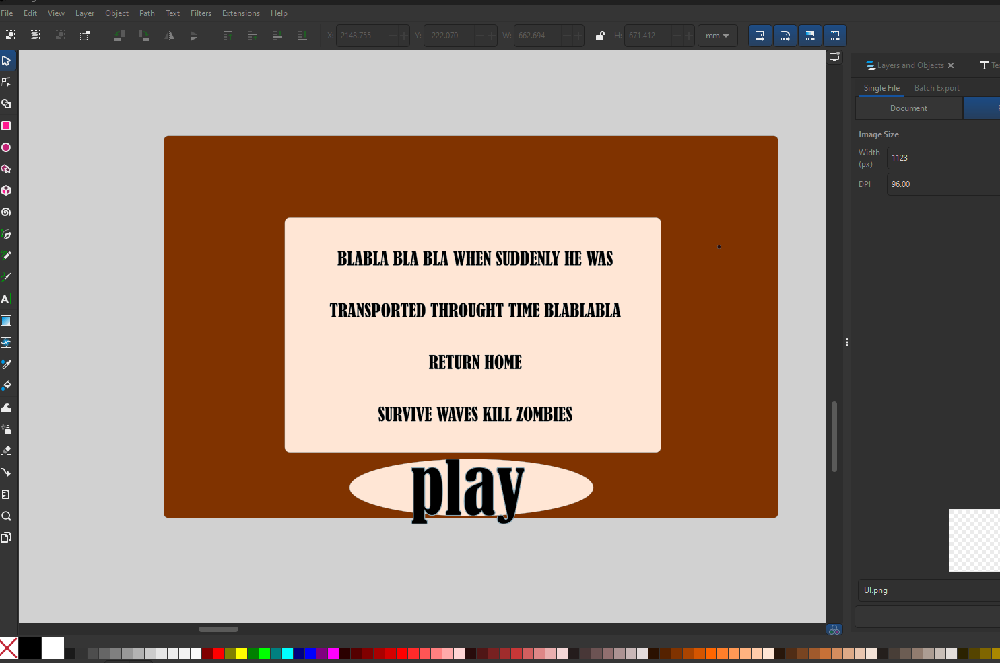 File Edit View Layer Object Path Text Filters Extensions Help
X: 2148.755 Y: -222.070 W: 662.694 H: 671.412 mm
Layers and Objects
Single File Batch Export
Document
Image Size
Width (px) 1123
DPI 96.00
BLABLA BLA BLA WHEN SUDDENLY HE WAS
TRANSPORTED THROUGHT TIME BLABLABLA
RETURN HOME
SURVIVE WAVES KILL ZOMBIES
play
UI.png